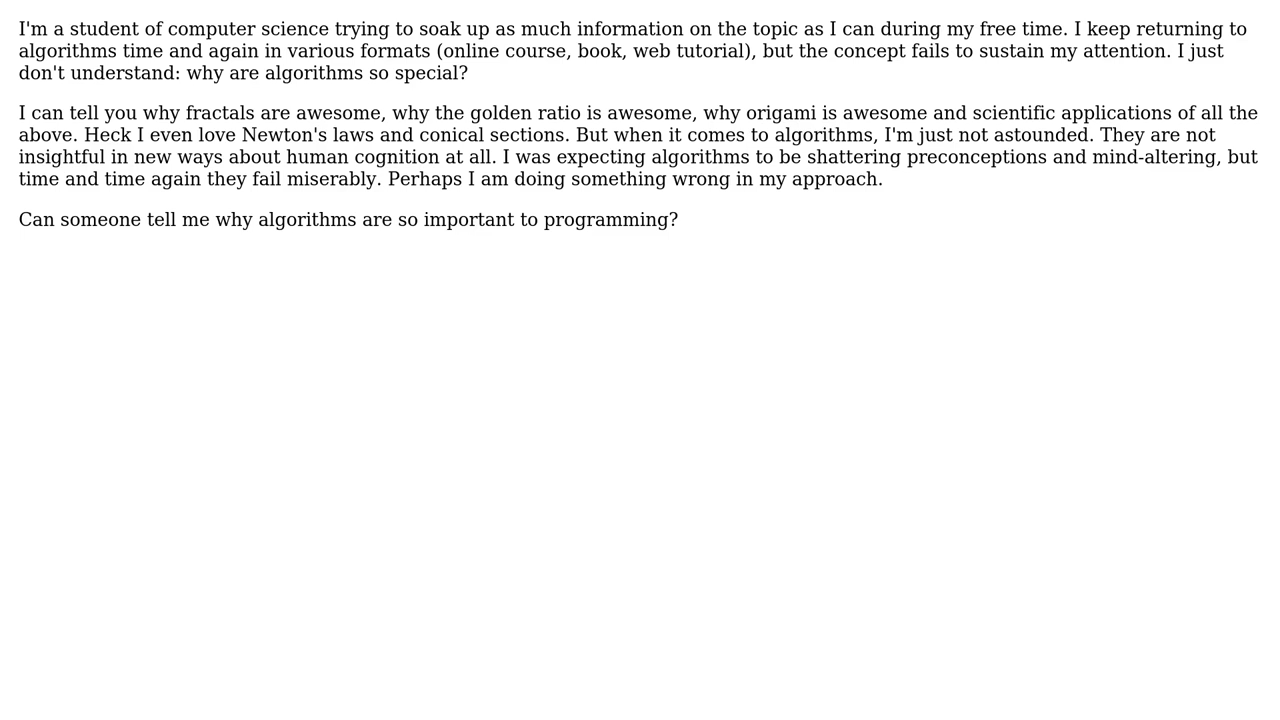 I'm a student of computer science trying to soak up as much information on the topic as I can during my free time. I keep returning to
algorithms time and again in various formats (online course, book, web tutorial), but the concept fails to sustain my attention. I just
don't understand: why are algorithms so special?
I can tell you why fractals are awesome, why the golden ratio is awesome, why origami is awesome and scientific applications of all the
above. Heck I even love Newton's laws and conical sections. But when it comes to algorithms, I'm just not astounded. They are not
insightful in new ways about human cognition at all. I was expecting algorithms to be shattering preconceptions and mind-altering, but
time and time again they fail miserably. Perhaps I am doing something wrong in my approach.
Can someone tell me why algorithms are so important to programming?